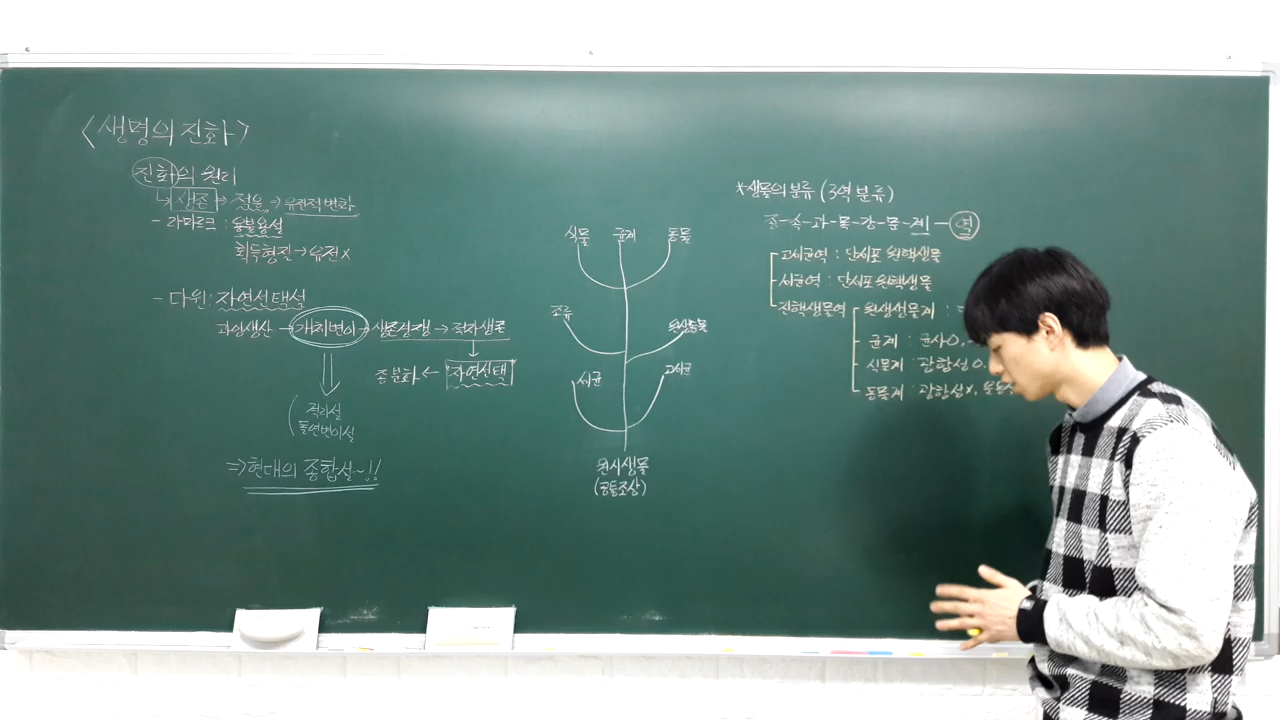 <생명의 진화>
진화의 원리
↳ 생존 → 적응 → 유전적 변화
- 라마르크 : 용불용설
획득형질 → 유전 x
- 다윈 : 자연선택설
과잉생산 → 개체변이 → 생존경쟁 → 적자생존
종분화 ← 자연선택
격리설
돌연변이설
⇒ 현대의 종합설~!!
식물 균계 동물
조류 원생동물
세균 고세균
원시생물
(공통조상)
* 생물의 분류 (3역 분류)
종-속-과-목-강-문-계-역
고세균역 : 단세포 원핵생물
세균역 : 단세포 원핵생물
진핵생물역 원생생물계 :
균계 : 균사 O,
식물계 : 광합성 O.
동물계 : 광합성 x, 운동